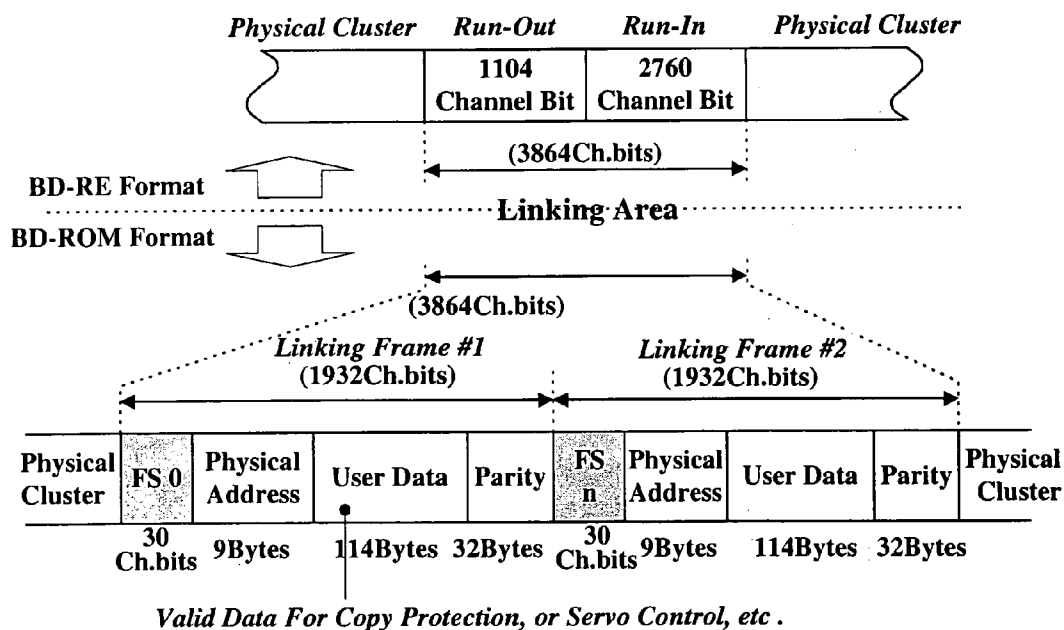 Physical Cluster Run-Out Run-In Physical Cluster
1104 2760
Channel Bit Channel Bit
(3864Ch.bits)
BD-RE Format
Linking Area
BD-ROM Format
(3864Ch.bits)
Linking Frame #1 Linking Frame #2
(1932Ch.bits) (1932Ch.bits)
Physical Cluster FS 0 Physical Address User Data Parity FS n Physical Address User Data Parity Physical Cluster
30 Ch.bits 9Bytes 114Bytes 32Bytes 30 Ch.bits 9Bytes 114Bytes 32Bytes
Valid Data For Copy Protection, or Servo Control, etc .